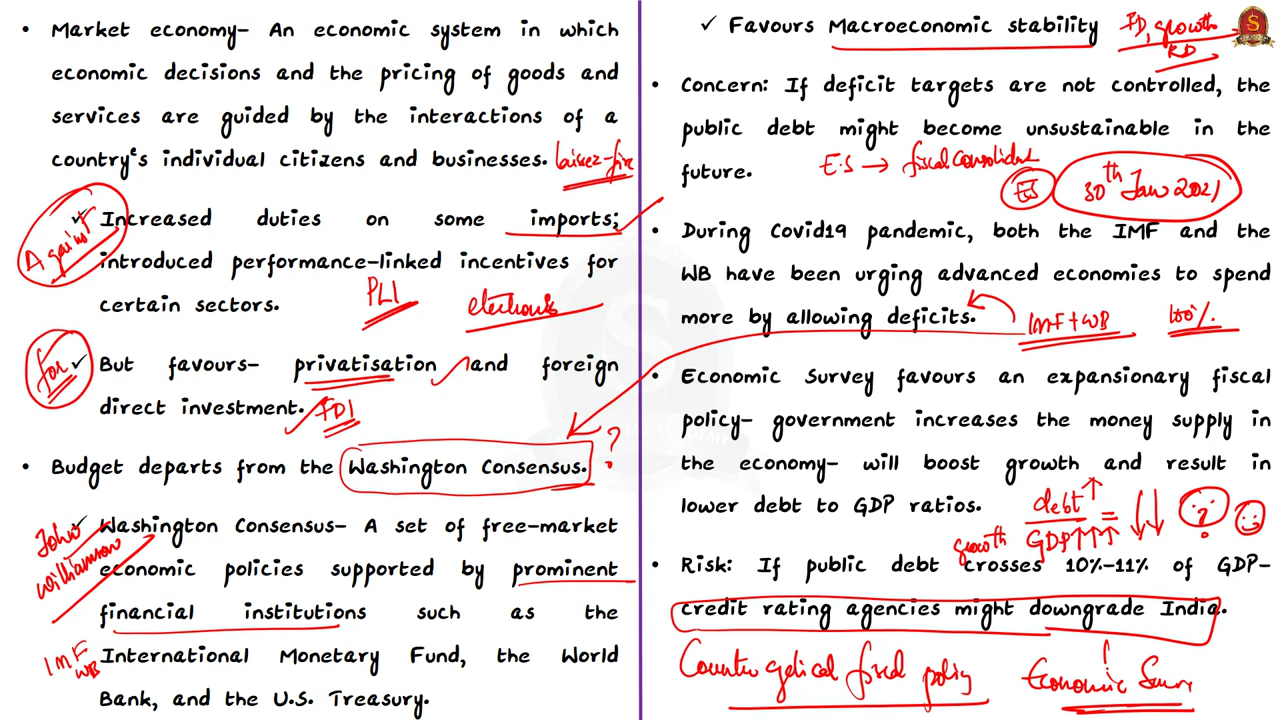 • Market economy- An economic system in which
economic decisions and the pricing of goods and
services are guided by the interactions of a
country's individual citizens and businesses. laissez-fire
Against
✓ Increased duties on some imports;
introduced performance-linked incentives for
certain sectors. PLI electronics
for
✓ But favours- privatisation and foreign
direct investment. FDI
• Budget departs from the Washington Consensus. ?
John
Williamson
✓ Washington Consensus- A set of free-market
economic policies supported by prominent
financial institutions such as the
IMF
WB
International Monetary Fund, the World
Bank, and the U.S. Treasury.
✓ Favours Macroeconomic stability FD, growth
RD
S
• Concern: If deficit targets are not controlled, the
public debt might become unsustainable in the
future. E.S → fiscal consolidat
ES 30th Jan 2021
• During Covid19 pandemic, both the IMF and the
WB have been urging advanced economies to spend
more by allowing deficits. IMF + WB 100%.
• Economic Survey favours an expansionary fiscal
policy- government increases the money supply in
the economy- will boost growth and result in
lower debt to GDP ratios. debt↑ = ↓↓ ?
growth GDP↑↑↑
• Risk: If public debt crosses 10%-11% of GDP-
credit rating agencies might downgrade India.
Counter cyclical fiscal policy Economic Surv